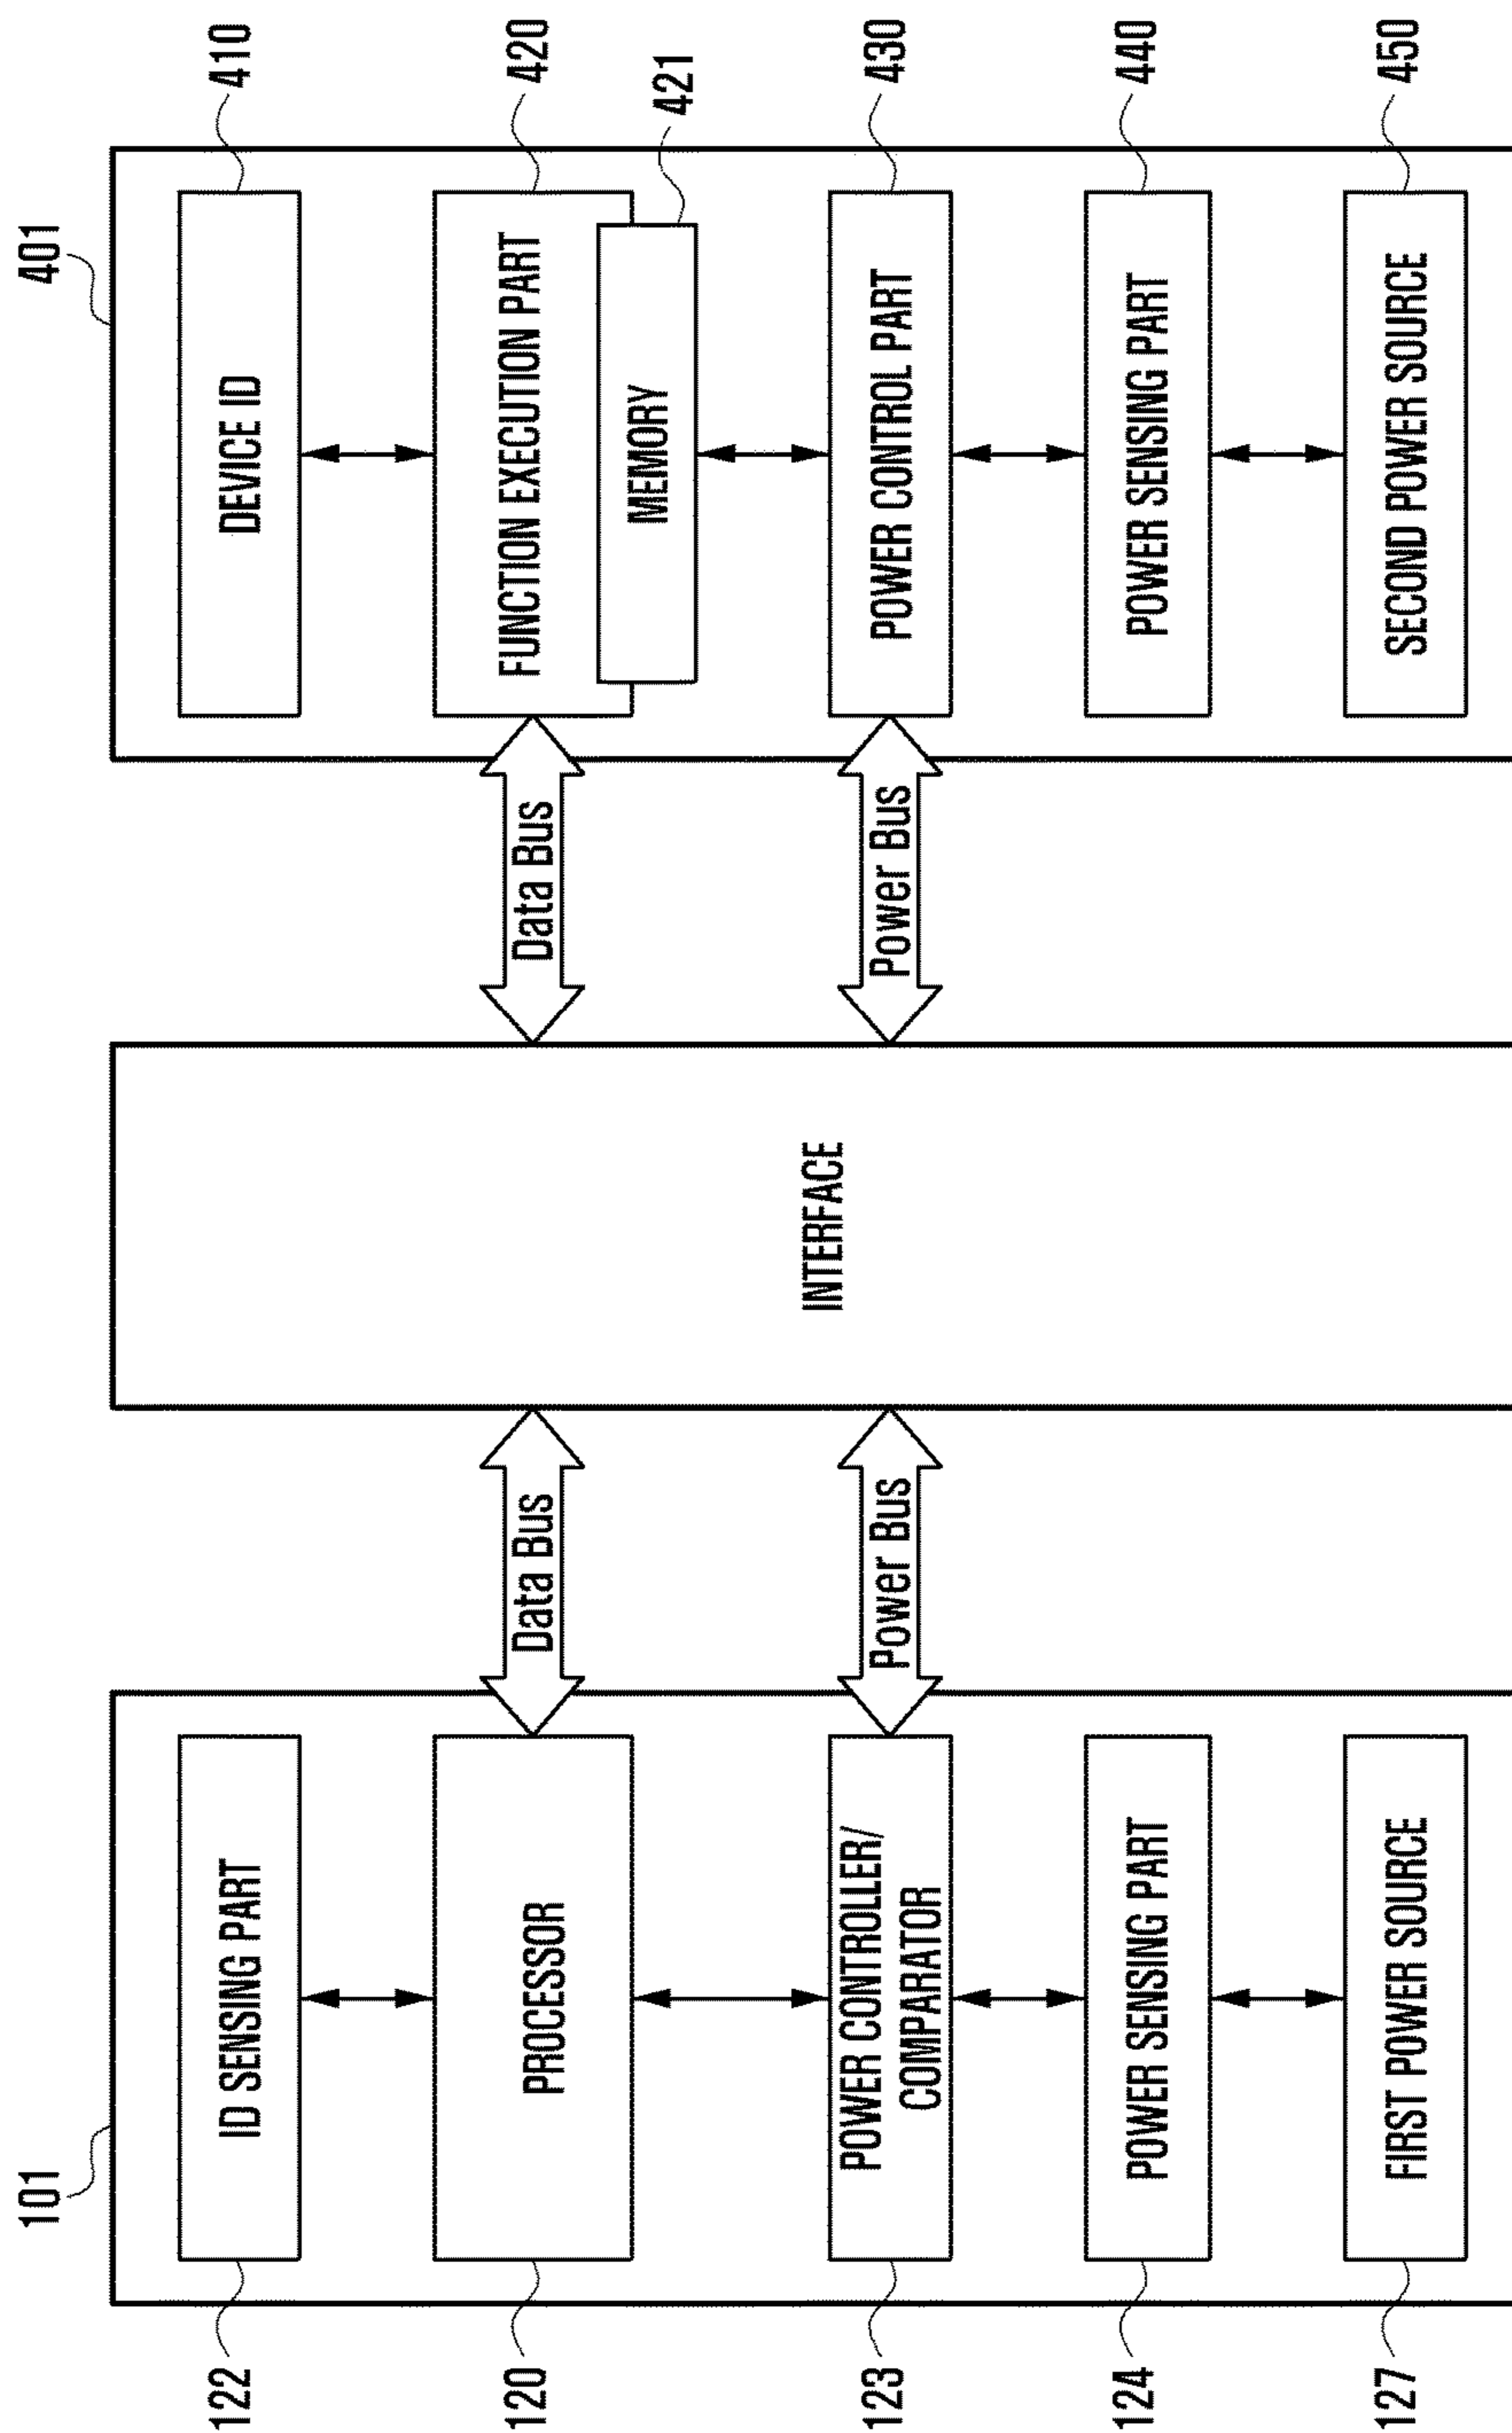 101
401
122
ID SENSING PART
DEVICE ID
410
120
PROCESSOR
Data Bus
Data Bus
FUNCTION EXECUTION PART
420
MEMORY
421
INTERFACE
123
POWER CONTROLLER/
COMPARATOR
Power Bus
Power Bus
POWER CONTROL PART
430
124
POWER SENSING PART
POWER SENSING PART
440
127
FIRST POWER SOURCE
SECOND POWER SOURCE
450